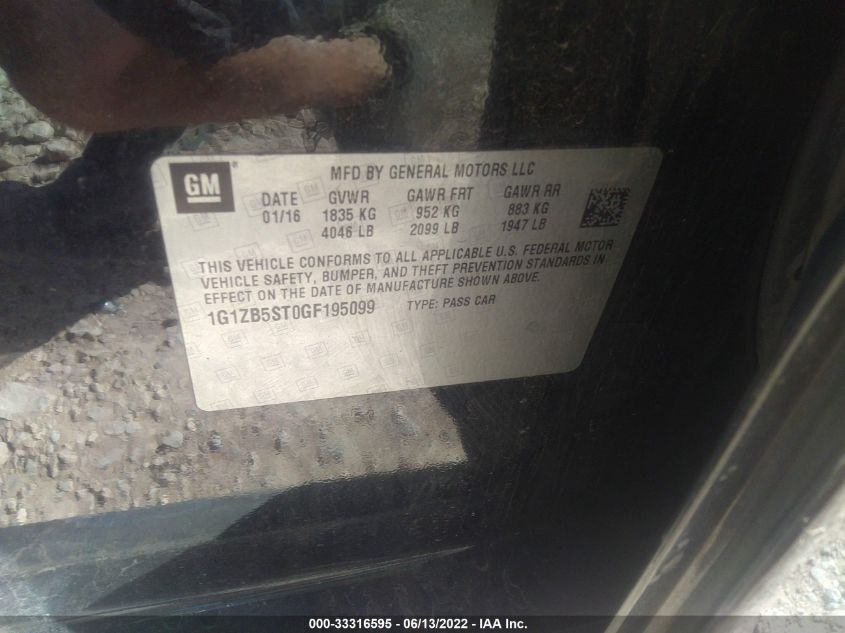 GM
MFD BY GENERAL MOTORS LLC
DATE GVWR GAWR FRT GAWR RR
01/16 1835 KG 952 KG 883 KG
4046 LB 2099 LB 1947 LB
THIS VEHICLE CONFORMS TO ALL APPLICABLE U.S. FEDERAL MOTOR
VEHICLE SAFETY, BUMPER, AND THEFT PREVENTION STANDARDS IN
EFFECT ON THE DATE OF MANUFACTURE SHOWN ABOVE.
1G1ZB5ST0GF195099 TYPE: PASS CAR
000-33316595 - 06/13/2022 - IAA Inc.